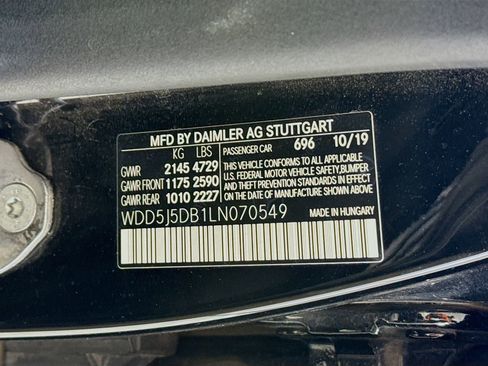 MFD BY DAIMLER AG STUTTGART
KG LBS PASSENGER CAR 696 10/19
GVWR 2145 4729 THIS VEHICLE CONFORMS TO ALL APPLICABLE
GAWR FRONT 1175 2590 U.S. FEDERAL MOTOR VEHICLE SAFETY, BUMPER,
GAWR REAR 1010 2227 AND THEFT PREVENTION STANDARDS IN EFFECT
ON THE DATE OF MANUFACTURE SHOWN ABOVE.
WDD5J5DB1LN070549 MADE IN HUNGARY